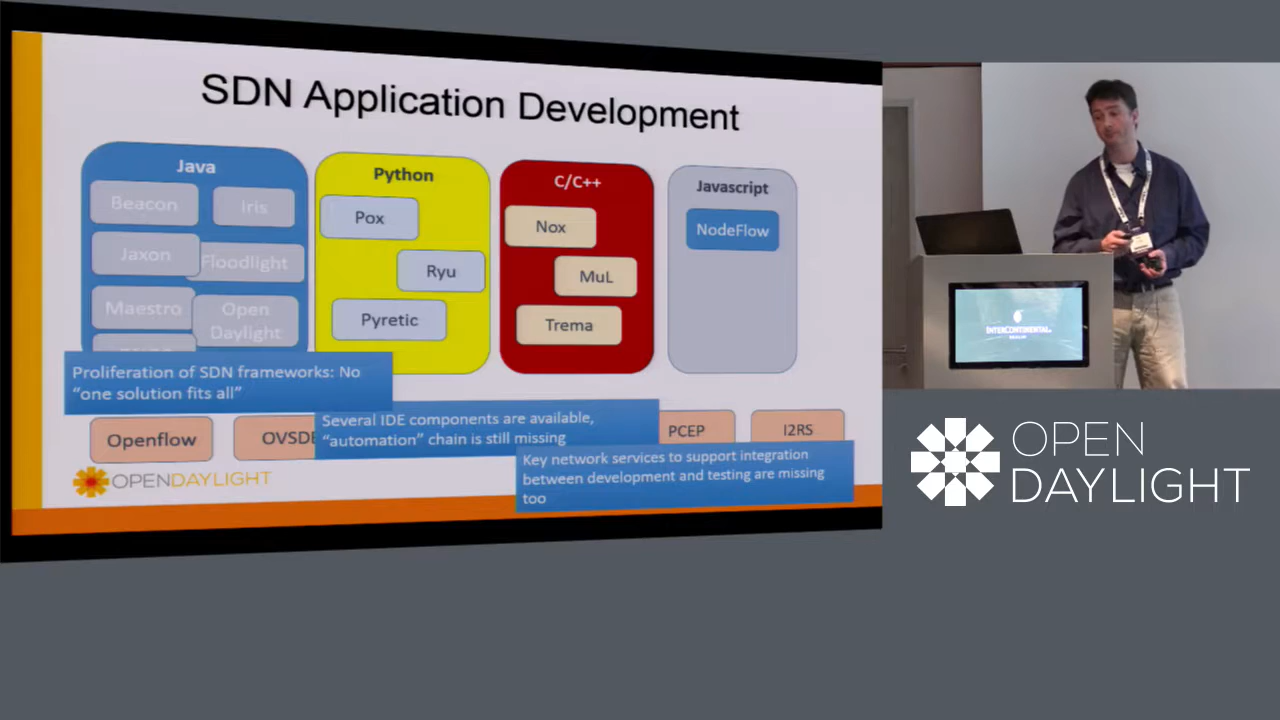 SDN Application Development
Java
Beacon
Iris
Jaxon
Floodlight
Maestro
Open
Daylight
Python
Pox
Ryu
Pyretic
C/C++
Nox
MuL
Trema
Javascript
NodeFlow
Proliferation of SDN frameworks: No
"one solution fits all"
Several IDE components are available,
"automation" chain is still missing
Key network services to support integration
between development and testing are missing
too
Openflow
OVSDB
PCEP
I2RS
OPENDAYLIGHT
INTERCONTINENTAL
OPEN
DAYLIGHT